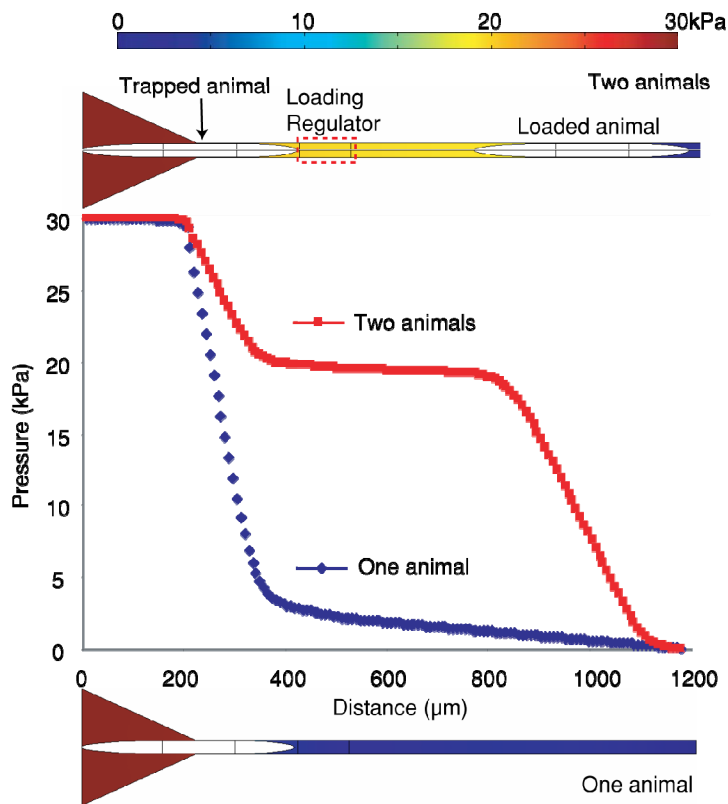 0 10 20 30kPa
Two animals
Trapped animal
Loading
Regulator
Loaded animal
30
25
20
15
10
5
0
Pressure (kPa)
Two animals
One animal
0 200 400 600 800 1000 1200
Distance (µm)
One animal